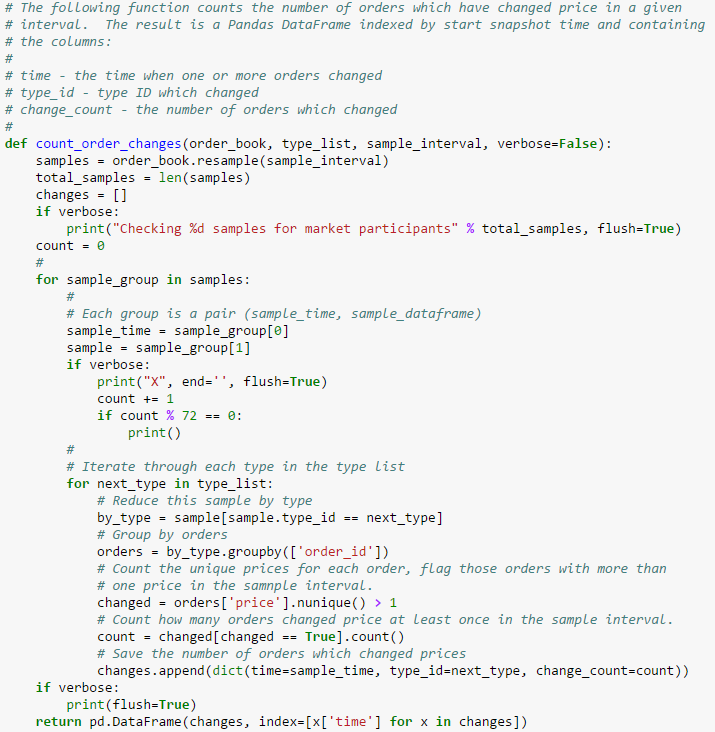 # The following function counts the number of orders which have changed price in a given
# interval.  The result is a Pandas DataFrame indexed by start snapshot time and containing
# the columns:
#
# time - the time when one or more orders changed
# type_id - type ID which changed
# change_count - the number of orders which changed
#
def count_order_changes(order_book, type_list, sample_interval, verbose=False):
    samples = order_book.resample(sample_interval)
    total_samples = len(samples)
    changes = []
    if verbose:
        print("Checking %d samples for market participants" % total_samples, flush=True)
    count = 0
    #
    for sample_group in samples:
        #
        # Each group is a pair (sample_time, sample_dataframe)
        sample_time = sample_group[0]
        sample = sample_group[1]
        if verbose:
            print("X", end='', flush=True)
            count += 1
            if count % 72 == 0:
                print()
        #
        # Iterate through each type in the type list
        for next_type in type_list:
            # Reduce this sample by type
            by_type = sample[sample.type_id == next_type]
            # Group by orders
            orders = by_type.groupby(['order_id'])
            # Count the unique prices for each order, flag those orders with more than
            # one price in the samnple interval.
            changed = orders['price'].nunique() > 1
            # Count how many orders changed price at least once in the sample interval.
            count = changed[changed == True].count()
            # Save the number of orders which changed prices
            changes.append(dict(time=sample_time, type_id=next_type, change_count=count))
    if verbose:
        print(flush=True)
    return pd.DataFrame(changes, index=[x['time'] for x in changes])